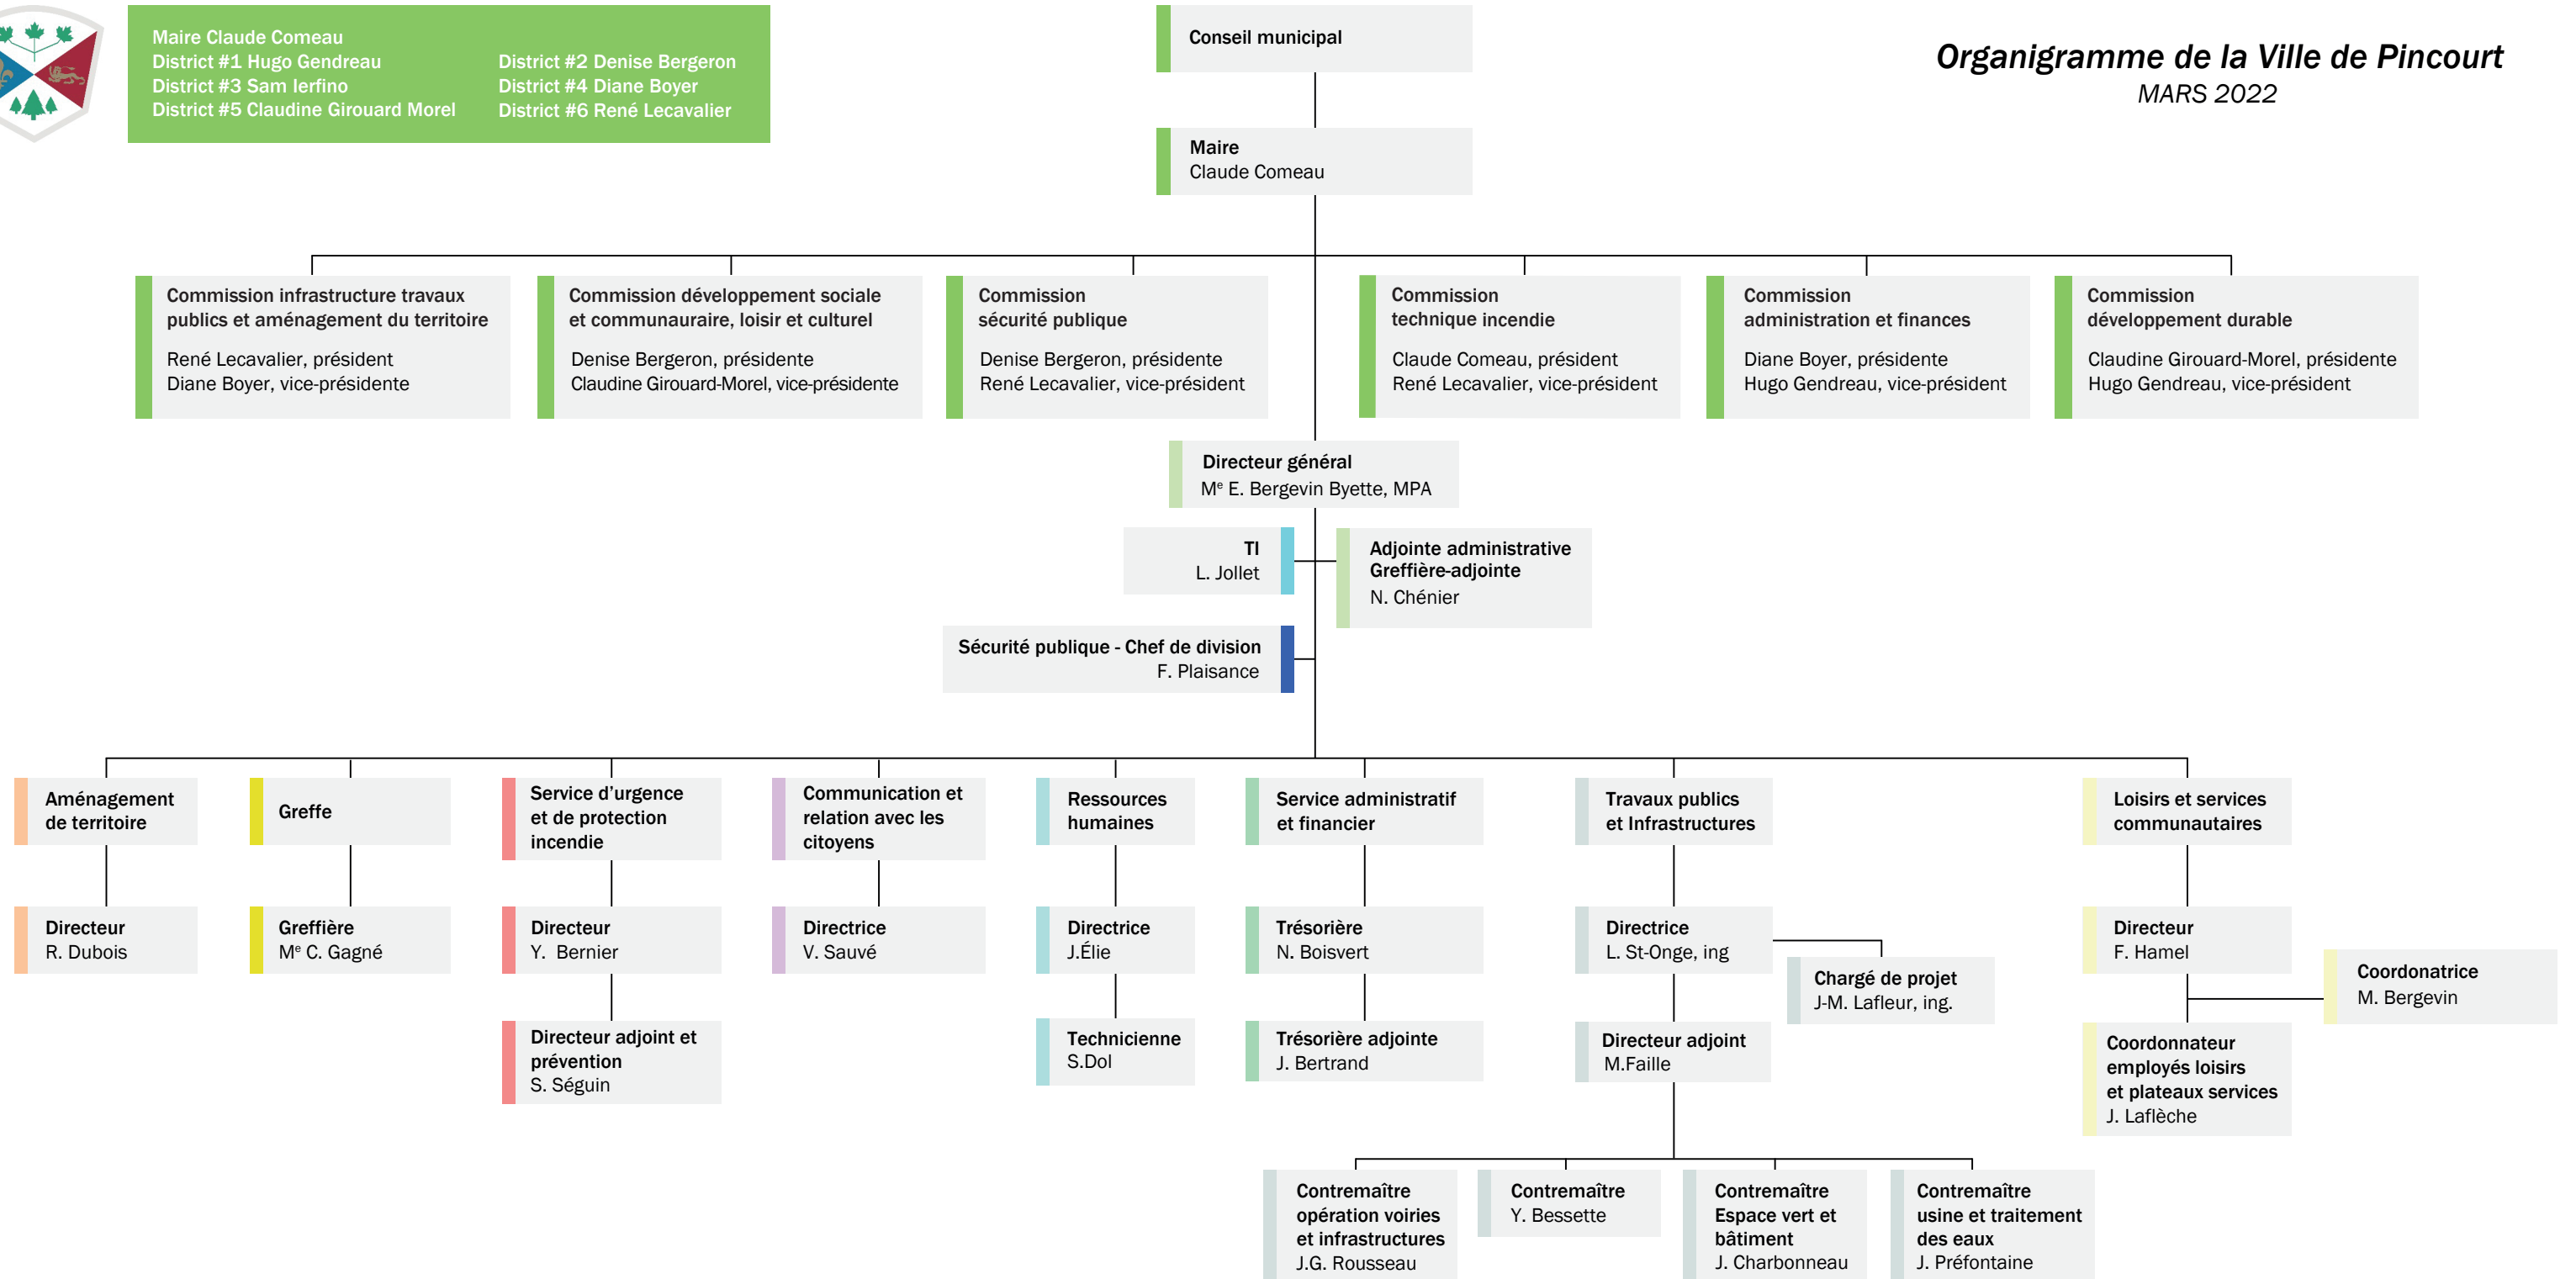 Maire Claude Comeau
District #1 Hugo Gendreau
District #2 Denise Bergeron
District #3 Sam Ierfino
District #4 Diane Boyer
District #5 Claudine Girouard Morel
District #6 René Lecavalier
Conseil municipal
Organigramme de la Ville de Pincourt
MARS 2022
Maire
Claude Comeau
Commission infrastructure travaux
publics et aménagement du territoire
René Lecavalier, président
Diane Boyer, vice-présidente
Commission développement sociale
et communauraire, loisir et culturel
Denise Bergeron, présidente
Claudine Girouard-Morel, vice-présidente
Commission
sécurité publique
Denise Bergeron, présidente
René Lecavalier, vice-président
Commission
technique incendie
Claude Comeau, président
René Lecavalier, vice-président
Commission
administration et finances
Diane Boyer, présidente
Hugo Gendreau, vice-président
Commission
développement durable
Claudine Girouard-Morel, présidente
Hugo Gendreau, vice-président
Directeur général
Me E. Bergevin Byette, MPA
TI
L. Jollet
Adjointe administrative
Greffière-adjointe
N. Chénier
Sécurité publique - Chef de division
F. Plaisance
Aménagement
de territoire
Directeur
R. Dubois
Greffe
Greffière
Me C. Gagné
Service d’urgence
et de protection
incendie
Directeur
Y. Bernier
Directeur adjoint et
prévention
S. Séguin
Communication et
relation avec les
citoyens
Directrice
V. Sauvé
Ressources
humaines
Directrice
J.Élie
Technicienne
S.Dol
Service administratif
et financier
Trésorière
N. Boisvert
Trésorière adjointe
J. Bertrand
Travaux publics
et Infrastructures
Directrice
L. St-Onge, ing
Chargé de projet
J-M. Lafleur, ing.
Directeur adjoint
M.Faille
Contremaître
opération voiries
et infrastructures
J.G. Rousseau
Contremaître
Y. Bessette
Contremaître
Espace vert et
bâtiment
J. Charbonneau
Contremaître
usine et traitement
des eaux
J. Préfontaine
Loisirs et services
communautaires
Directeur
F. Hamel
Coordonatrice
M. Bergevin
Coordonnateur
employés loisirs
et plateaux services
J. Laflèche